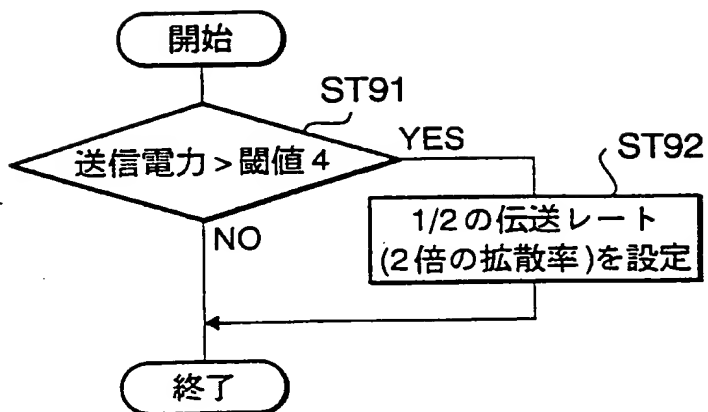 開始
ST91
送信電力>閾値4
YES
ST92
1/2の伝送レート
(2倍の拡散率)を設定
NO
終了